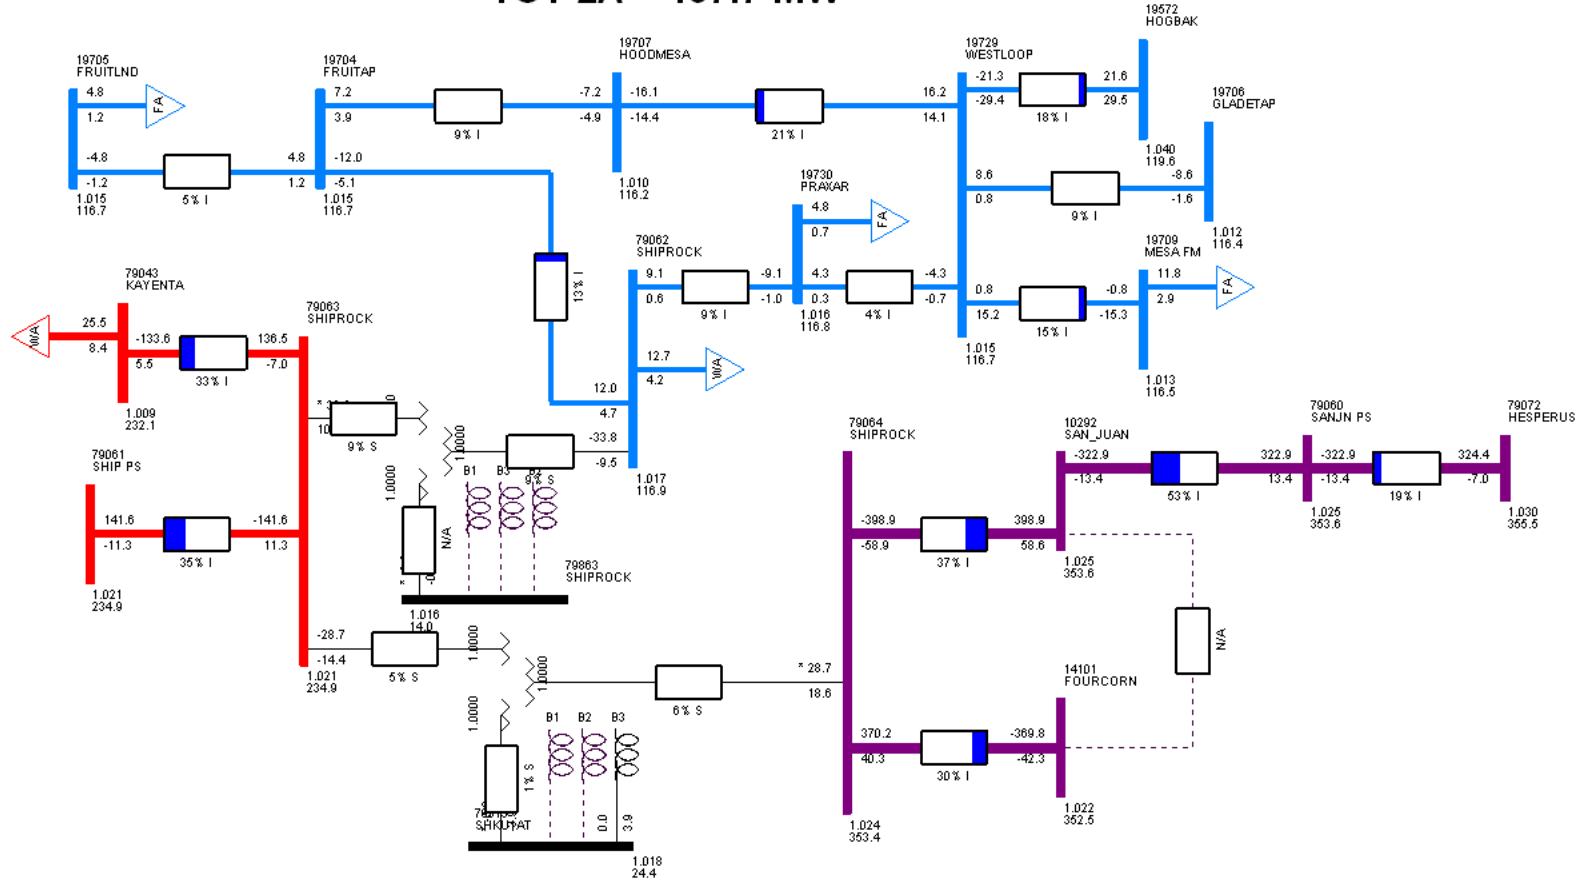 19572
HOGBAK
19705
FRUITLND
19704
FRUITAP
19707
HOODMESA
19729
WESTLOOP
19706
GLADETAP
4.8
1.2
FA
7.2
3.9
9% I
-7.2
-4.9
-16.1
-14.4
21% I
16.2
14.1
-21.3
-29.4
18% I
21.6
29.5
1.040
119.6
-4.8
-1.2
5% I
4.8
1.2
-12.0
-5.1
1.015
116.7
1.015
116.7
1.010
116.2
19730
PRAXAR
4.8
0.7
FA
8.6
0.8
9% I
-8.6
-1.6
1.012
116.4
79062
SHIPROCK
9.1
0.6
9% I
-9.1
-1.0
4.3
0.3
4% I
-4.3
-0.7
1.016
116.8
19709
MESA FM
11.8
2.9
FA
0.8
15.2
15% I
-0.8
-15.3
1.015
116.7
1.013
116.5
13% I
12.7
4.2
WA
12.0
4.7
79043
KAYENTA
79063
SHIPROCK
WA
25.5
8.4
-133.6
5.5
33% I
136.5
-7.0
1.009
232.1
9% S
1.0000
-33.8
-9.5
9% S
1.017
116.9
79061
SHIP PS
141.6
-11.3
35% I
-141.6
11.3
1.021
234.9
1.0000
N/A
B1
B3
79863
SHIPROCK
1.016
14.0
-28.7
-14.4
5% S
1.0000
1.021
234.9
1.0000
6% S
* 28.7
18.6
1.0000
1% S
B1
B2
B3
0.0
3.9
1.018
24.4
79064
SHIPROCK
10292
SAN_JUAN
79060
SANJN PS
79072
HESPERUS
-322.9
-13.4
53% I
322.9
13.4
-322.9
-13.4
19% I
324.4
-7.0
1.025
353.6
1.030
355.5
-398.9
-58.9
37% I
398.9
58.6
1.025
353.6
N/A
14101
FOURCORN
370.2
40.3
30% I
-369.8
-42.3
1.024
353.4
1.022
352.5